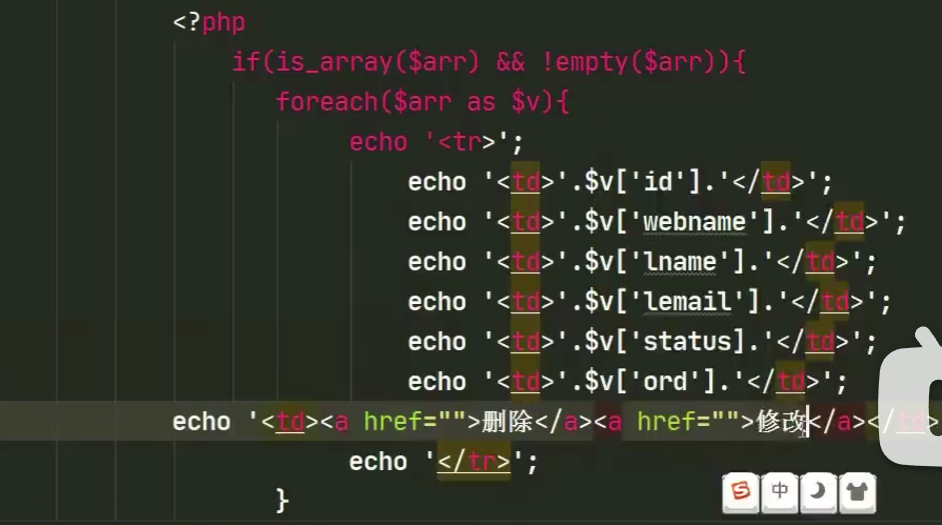 <?php
if(is_array($arr) && !empty($arr)){
foreach($arr as $v){
echo '<tr>';
echo '<td>'.$v['id'].'</td>';
echo '<td>'.$v['webname'].'</td>';
echo '<td>'.$v['lname'].'</td>';
echo '<td>'.$v['lemail'].'</td>';
echo '<td>'.$v['status].'</td>';
echo '<td>'.$v['ord'].'</td>';
echo '<td><a href="">删除</a><a href="">修改</a></td>
echo '</tr>';
}
中